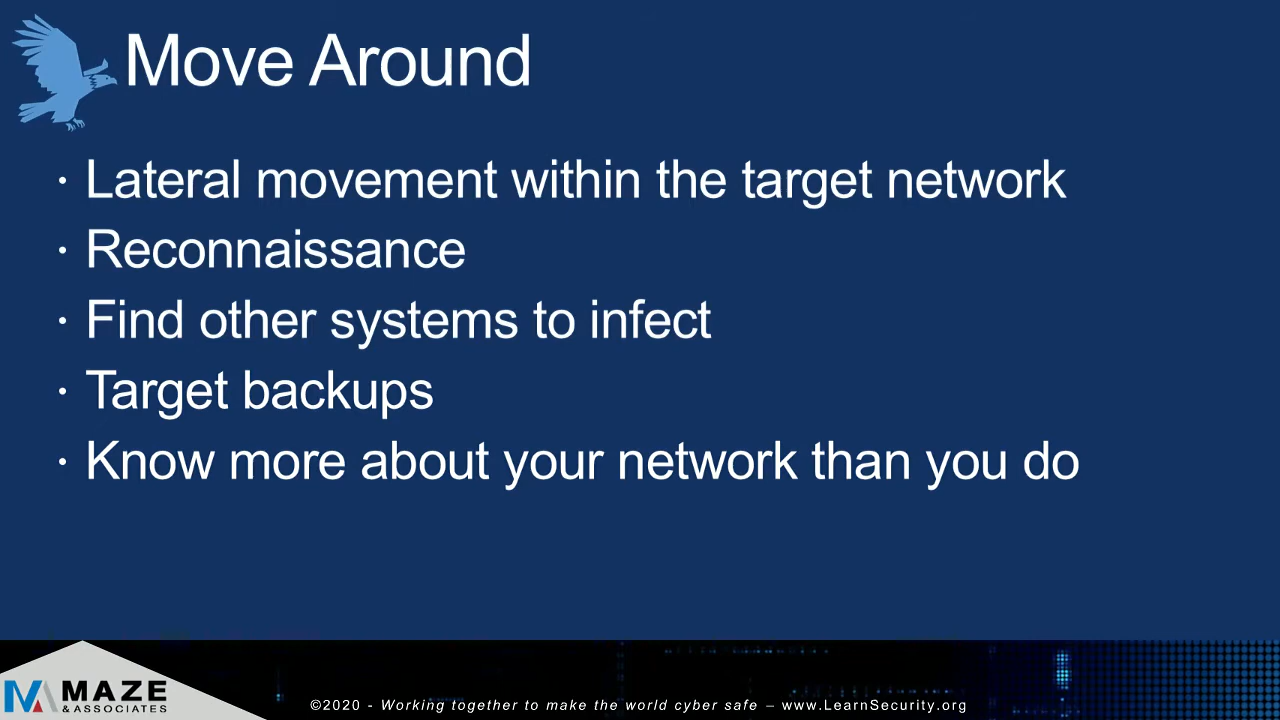 Move Around
· Lateral movement within the target network
· Reconnaissance
· Find other systems to infect
· Target backups
· Know more about your network than you do
MAZE
& ASSOCIATES
©2020 - Working together to make the world cyber safe – www.LearnSecurity.org